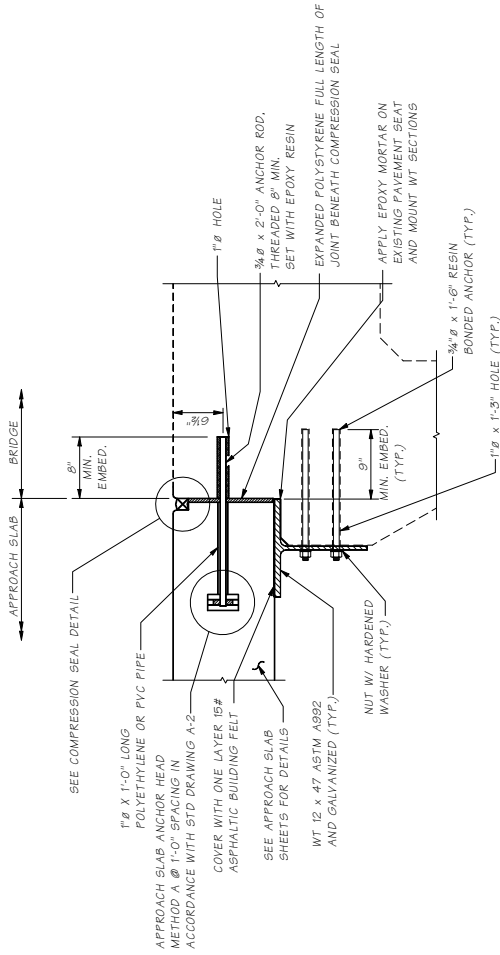 APPROACH SLAB
BRIDGE
SEE COMPRESSION SEAL DETAIL
8"
MIN.
EMBED.
6½"
1"Ø X 1'-0" LONG
POLYETHYLENE OR PVC PIPE
APPROACH SLAB ANCHOR HEAD
METHOD A @ 1'-0" SPACING IN
ACCORDANCE WITH STD DRAWING A-2
COVER WITH ONE LAYER 15#
ASPHALTIC BUILDING FELT
SEE APPROACH SLAB
SHEETS FOR DETAILS
WT 12 x 47 ASTM A992
AND GALVANIZED (TYP.)
NUT W/ HARDENED
WASHER (TYP.)
9"
MIN. EMBED.
(TYP.)
1"Ø HOLE
¾"Ø x 2'-0" ANCHOR ROD,
THREADED 8" MIN.
SET WITH EPOXY RESIN
EXPANDED POLYSTYRENE FULL LENGTH OF
JOINT BENEATH COMPRESSION SEAL
APPLY EPOXY MORTAR ON
EXISTING PAVEMENT SEAT
AND MOUNT WT SECTIONS
¾"Ø x 1'-6" RESIN
BONDED ANCHOR (TYP.)
1"Ø x 1'-3" HOLE (TYP.)